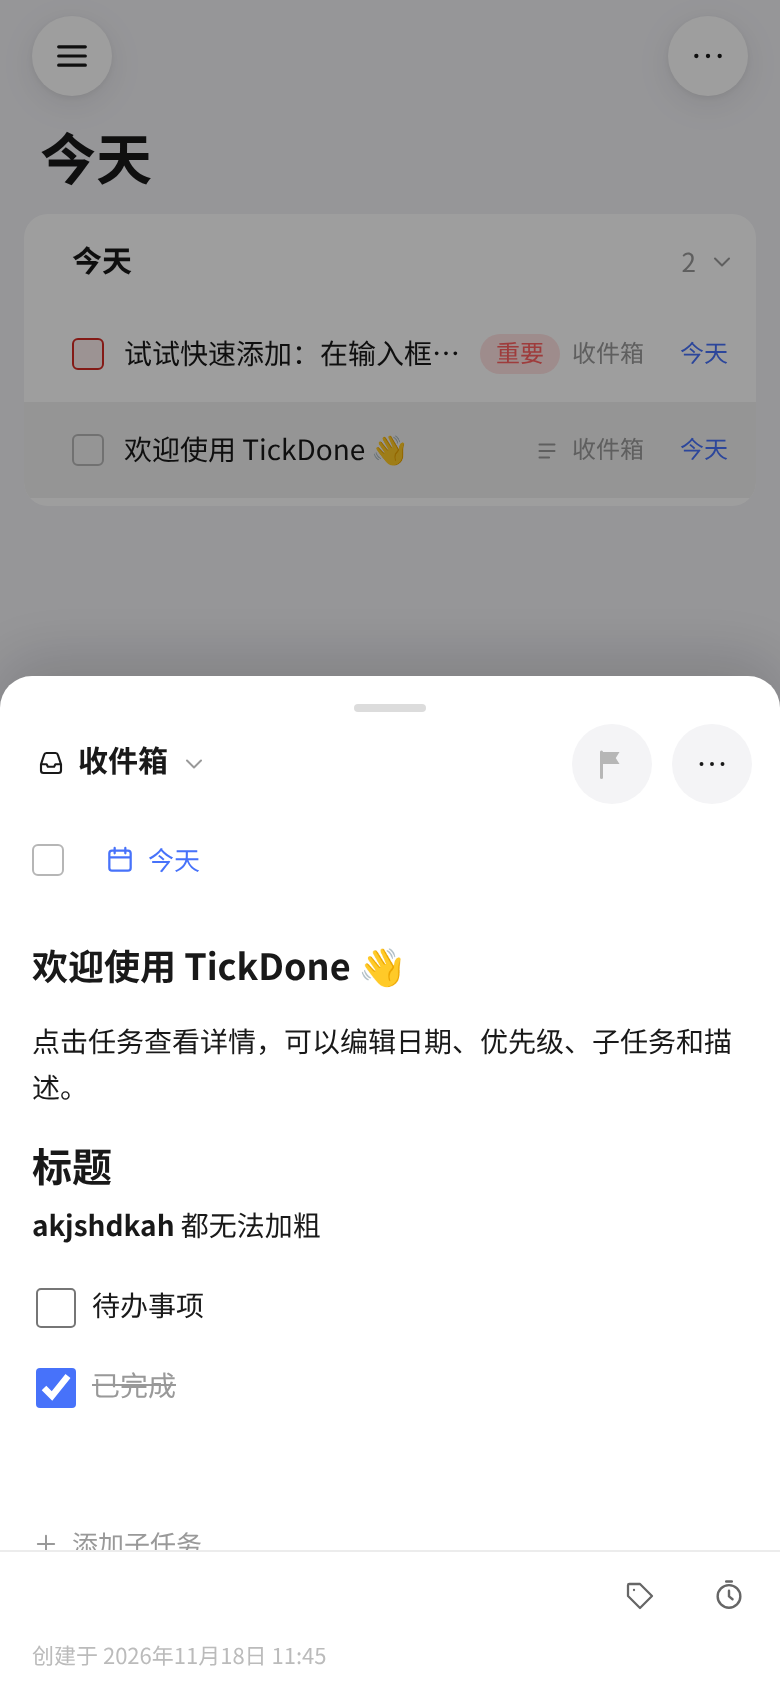 今天
今天 2
试试快速添加：在输入框… 重要 收件箱 今天
欢迎使用 TickDone 👋 收件箱 今天
收件箱
今天
欢迎使用 TickDone 👋
点击任务查看详情，可以编辑日期、优先级、子任务和描
述。
标题
akjshdkah 都无法加粗
待办事项
已完成
添加子任务
创建于 2026年11月18日 11:45